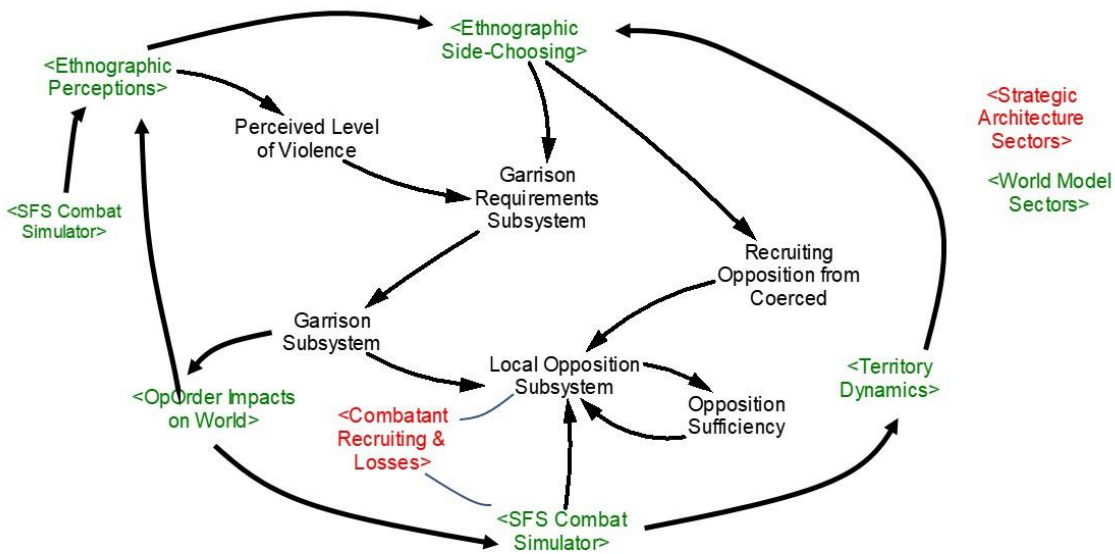 <Ethnographic
Side-Choosing>
<Ethnographic
Perceptions>
<Strategic
Architecture
Sectors>
Perceived Level
of Violence
Garrison
Requirements
Subsystem
<World Model
Sectors>
<SFS Combat
Simulator>
Recruiting
Opposition from
Coerced
Garrison
Subsystem
Local Opposition
Subsystem
<Territory
Dynamics>
<OpOrder Impacts
on World>
Opposition
Sufficiency
<Combatant
Recruiting &
Losses>
<SFS Combat
Simulator>